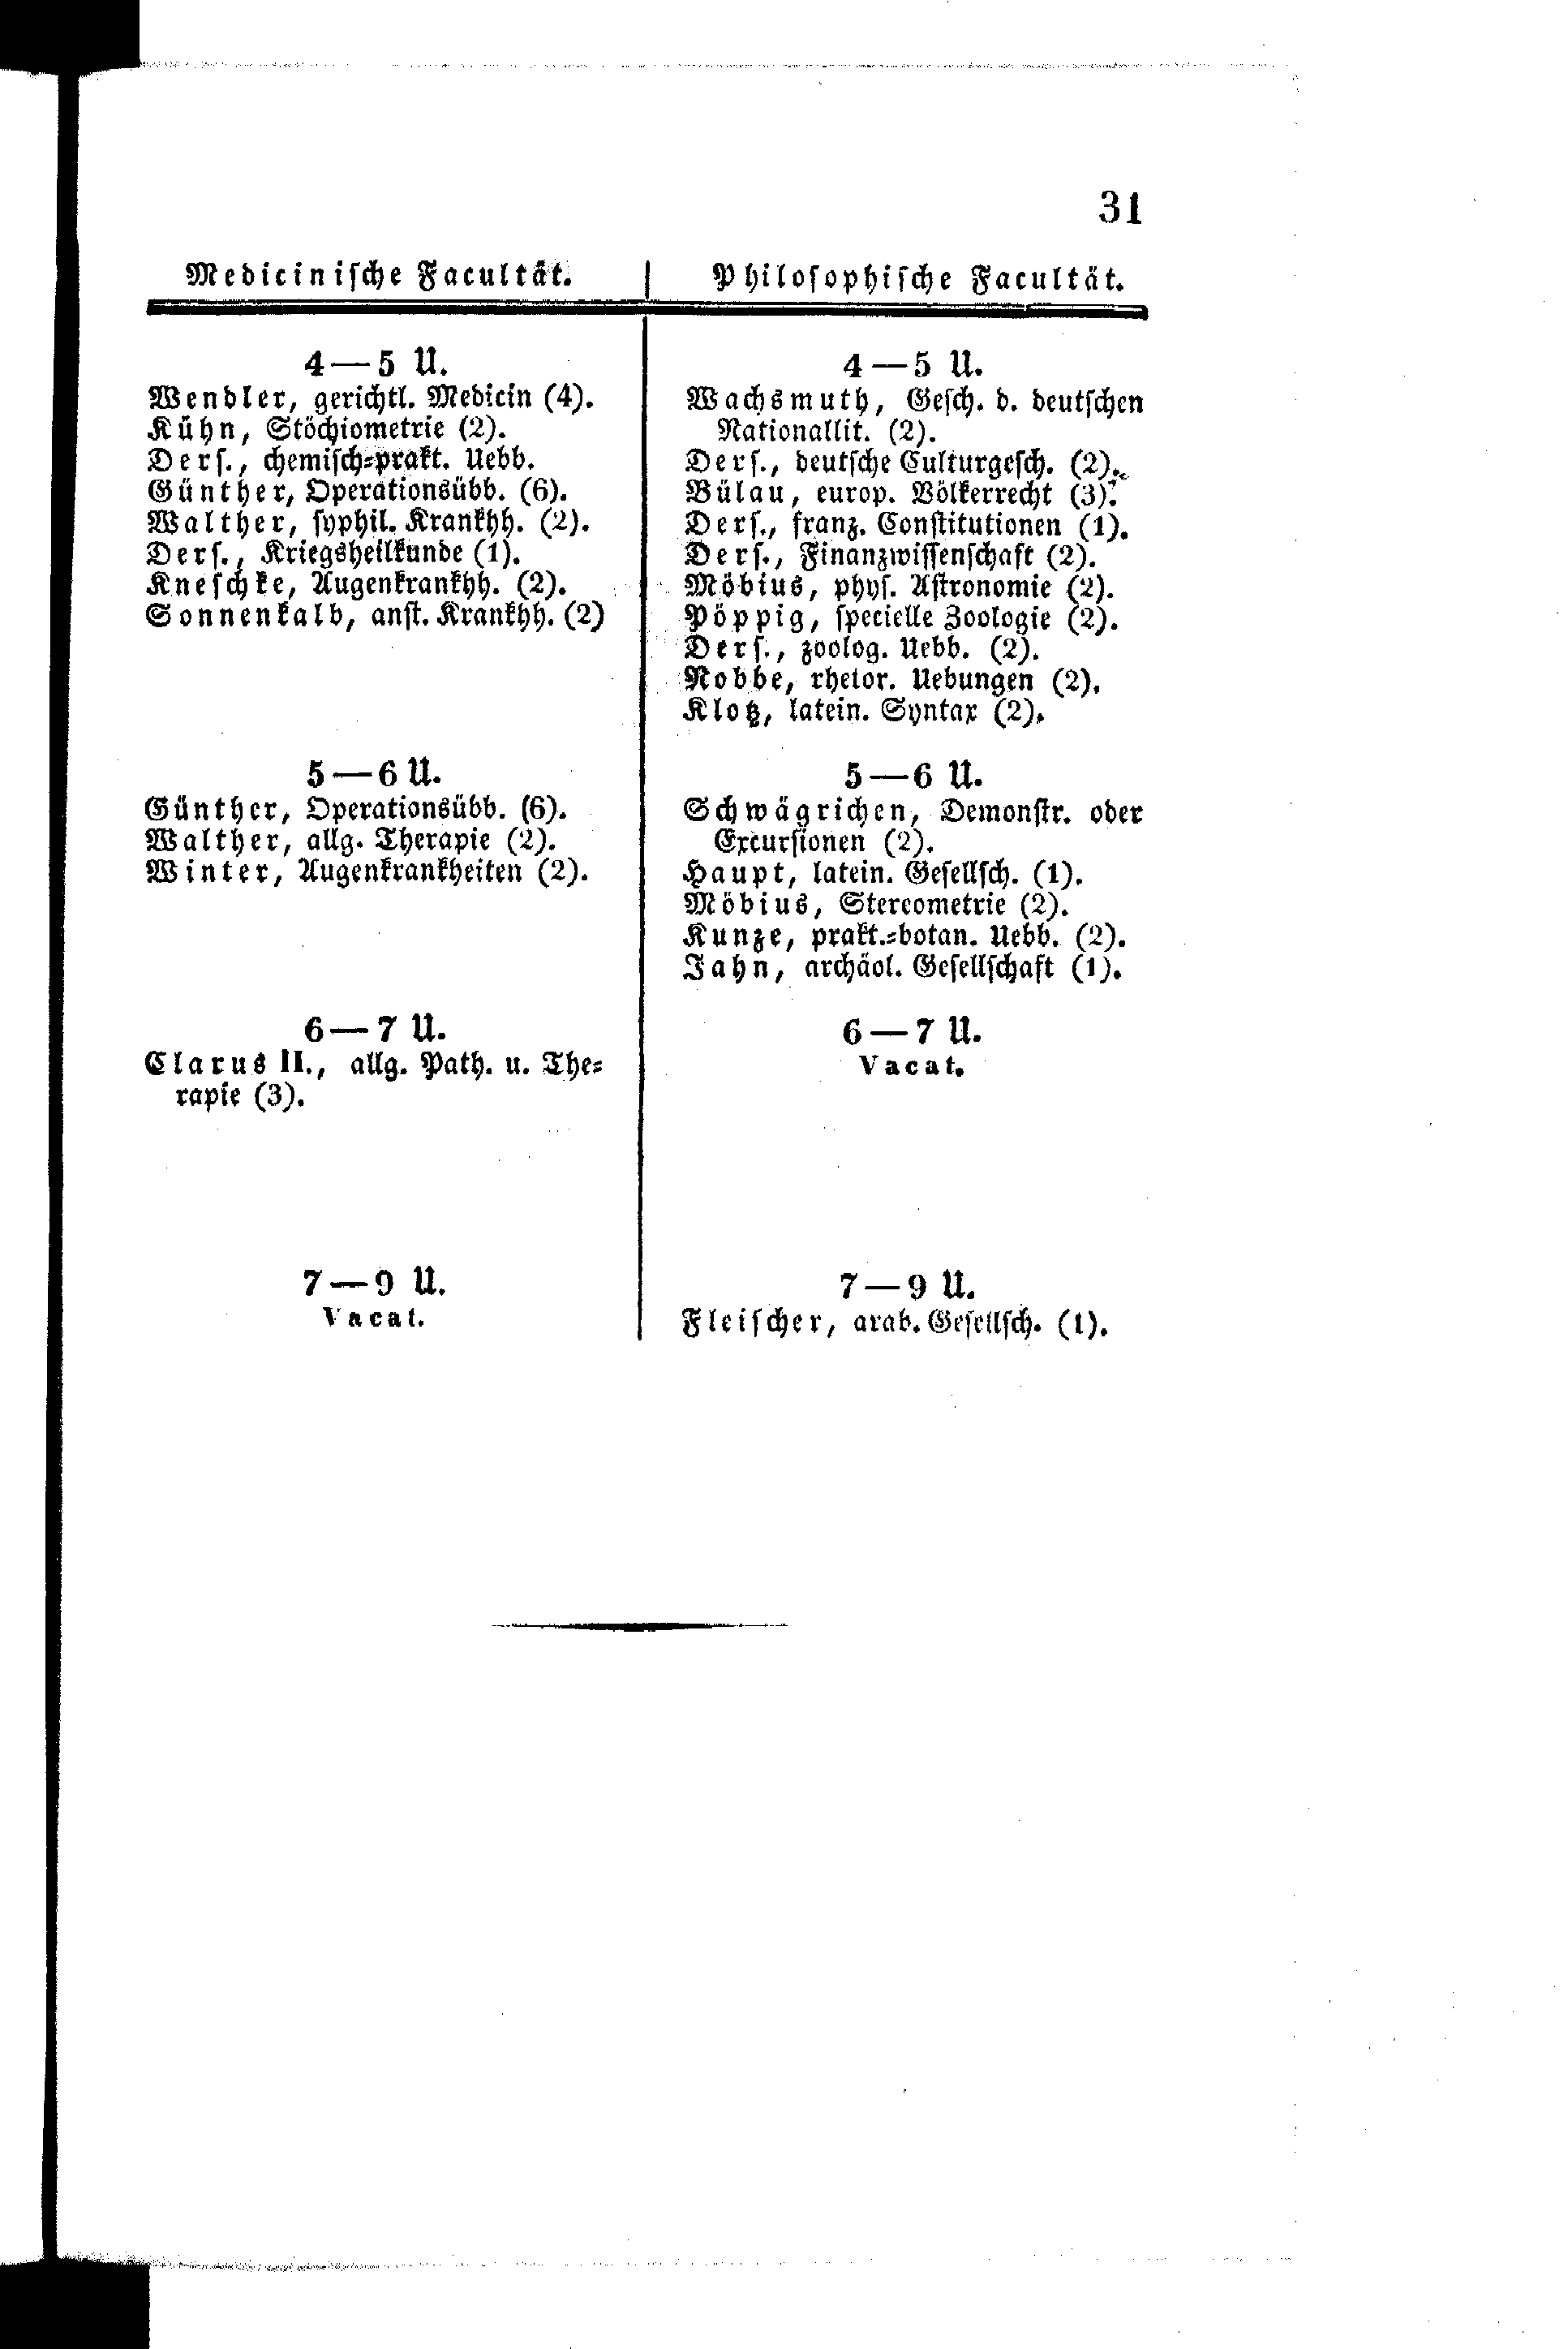 31
Medicinische Facultät.
4—5 U.
Wendler, gerichtl. Medicin (4).
Kühn, Stöchiometrie (2).
Ders., chemisch-prakt. Uebb.
Günther, Operationsübb. (6).
Walther, syphil. Krankhh. (2).
Ders., Kriegsheilkunde (1).
Kneschke, Augenkrankhh. (2).
Sonnenkalb, anst. Krankhh. (2)
5—6 U.
Günther, Operationsübb. (6).
Walther, allg. Therapie (2).
Winter, Augenkrankheiten (2).
6—7 U.
Clarus II., allg. Path. u. The-
rapie (3).
7—9 U.
Vacat.
Philosophische Facultät.
4—5 U.
Wachsmuth, Gesch. d. deutschen
Nationallit. (2).
Ders., deutsche Culturgesch. (2).
Bülau, europ. Völkerrecht (3).
Ders., franz. Constitutionen (1).
Ders., Finanzwissenschaft (2).
Möbius, phys. Astronomie (2).
Pöppig, specielle Zoologie (2).
Ders., zoolog. Uebb. (2).
Nobbe, rhetor. Uebungen (2).
Klotz, latein. Syntax (2).
5—6 U.
Schwägrichen, Demonstr. oder
Excursionen (2).
Haupt, latein. Gesellsch. (1).
Möbius, Stereometrie (2).
Kunze, prakt.-botan. Uebb. (2).
Jahn, archäol. Gesellschaft (1).
6—7 U.
Vacat.
7—9 U.
Fleischer, arab. Gesellsch. (1).